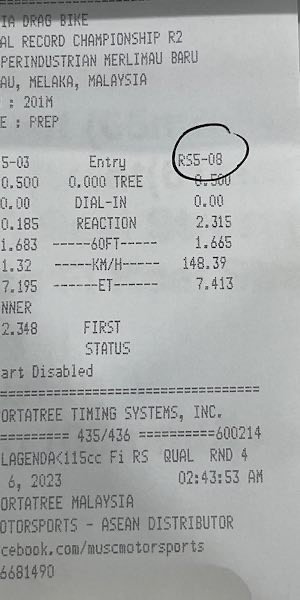 IA DRAG BIKE
AL RECORD CHAMPIONSHIP R2
PERINDUSTRIAN MERLIMAU BARU
AU, MELAKA, MALAYSIA
: 201M
E : PREP
5-03 Entry RS5-08
0.500 0.000 TREE 0.500
0.00 DIAL-IN 0.00
0.185 REACTION 2.315
1.683 -----60FT----- 1.665
1.32 -----KM/H----- 148.39
7.195 ------ET------ 7.413
NNER
2.348 FIRST
STATUS
art Disabled
====================================
ORTATREE TIMING SYSTEMS, INC.
========= 435/436 ==========600214
LAGENDA<115cc Fi RS QUAL RND 4
6, 2023 02:43:53 AM
ORTATREE MALAYSIA
OTORSPORTS - ASEAN DISTRIBUTOR
cebook.com/muscmotorsports
6681490